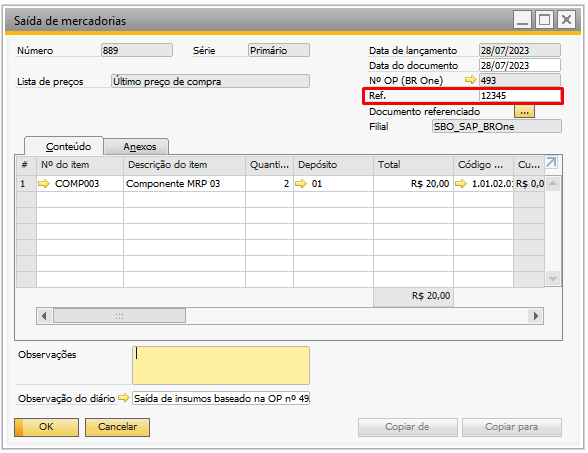 Saída de mercadorias
Número 889 Série Primário Data de lançamento 28/07/2023
Data do documento 28/07/2023
Lista de preços Último preço de compra Nº OP (BR One) 493
Ref. 12345
Documento referenciado ...
Filial SBO_SAP_BROne
Conteúdo Anexos
# Nº do item Descrição do item Quanti... Depósito Total Código ... Cu...
1 COMP003 Componente MRP 03 2 01 R$ 20,00 1.01.02.01 R$ 0,0
R$ 20,00
Observações
Observação do diário Saída de insumos baseado na OP nº 49
OK Cancelar Copiar de Copiar para